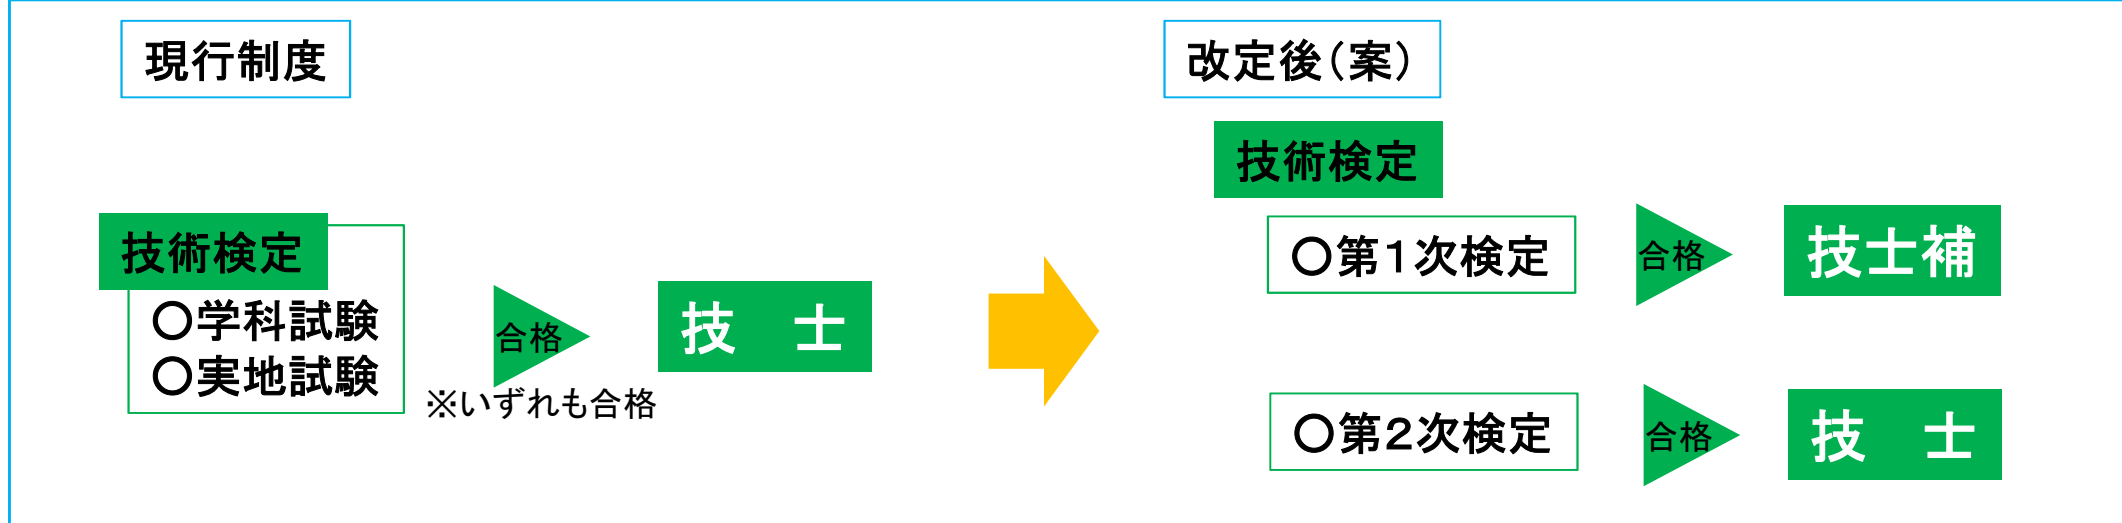 現行制度
技術検定
〇学科試験
〇実地試験
合格
※いずれも合格
技　士
改定後（案）
技術検定
〇第１次検定
合格
技士補
〇第２次検定
合格
技　士